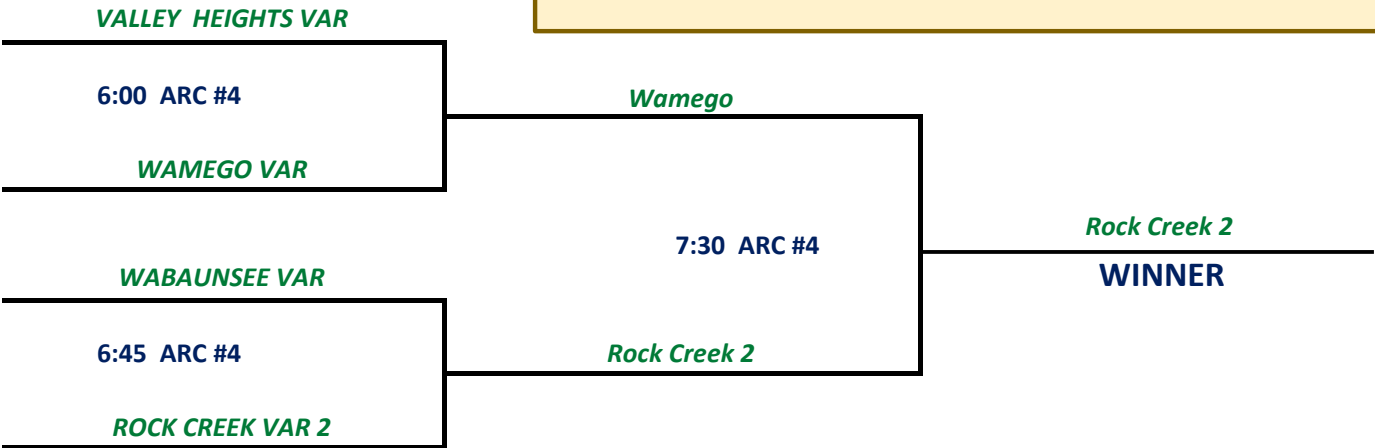 VALLEY  HEIGHTS VAR
6:00  ARC #4
Wamego
WAMEGO VAR
7:30  ARC #4
Rock Creek 2
WINNER
WABAUNSEE VAR
6:45  ARC #4
Rock Creek 2
ROCK CREEK VAR 2